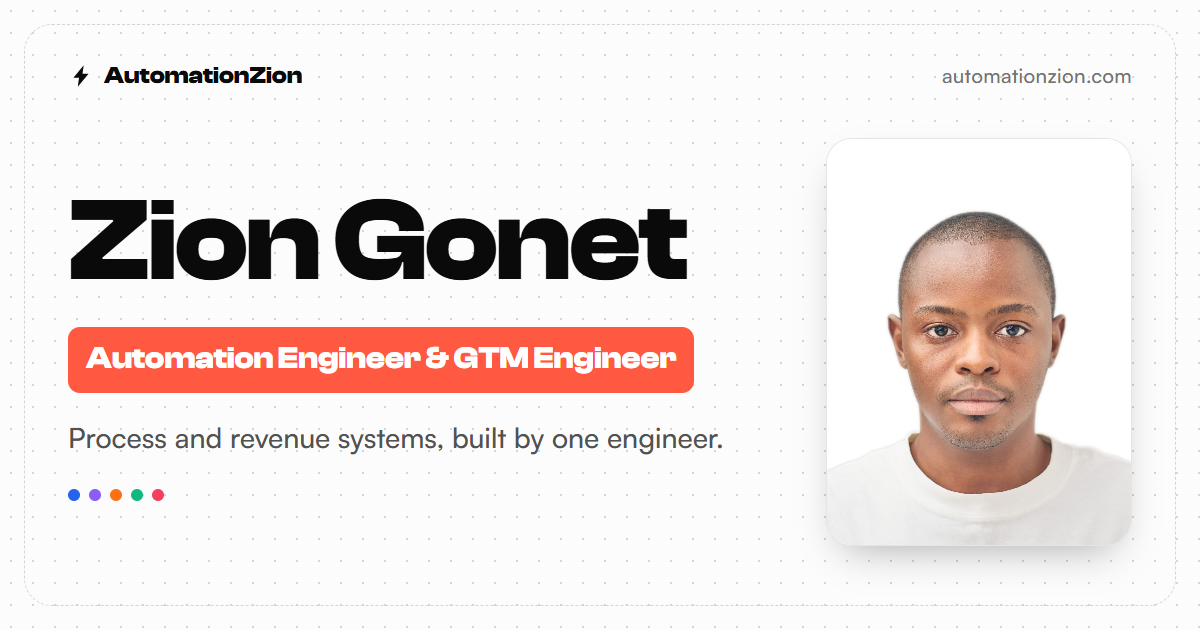 AutomationZion
automationzion.com
Zion Gonet
Automation Engineer & GTM Engineer
Process and revenue systems, built by one engineer.